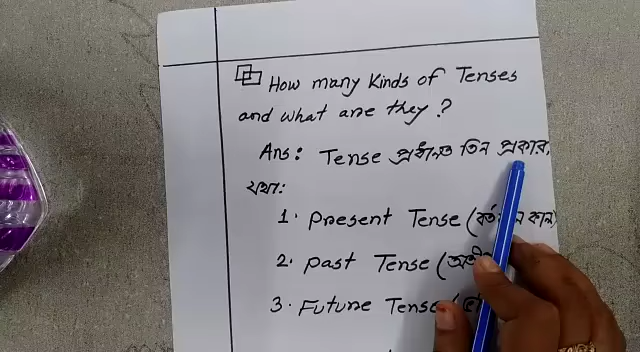 How many Kinds of Tenses
and what are they?
Ans: Tense প্রধানত তিন প্রকার,
যথা:
1. Present Tense (
2. Past Tense (
3. Future Tense (